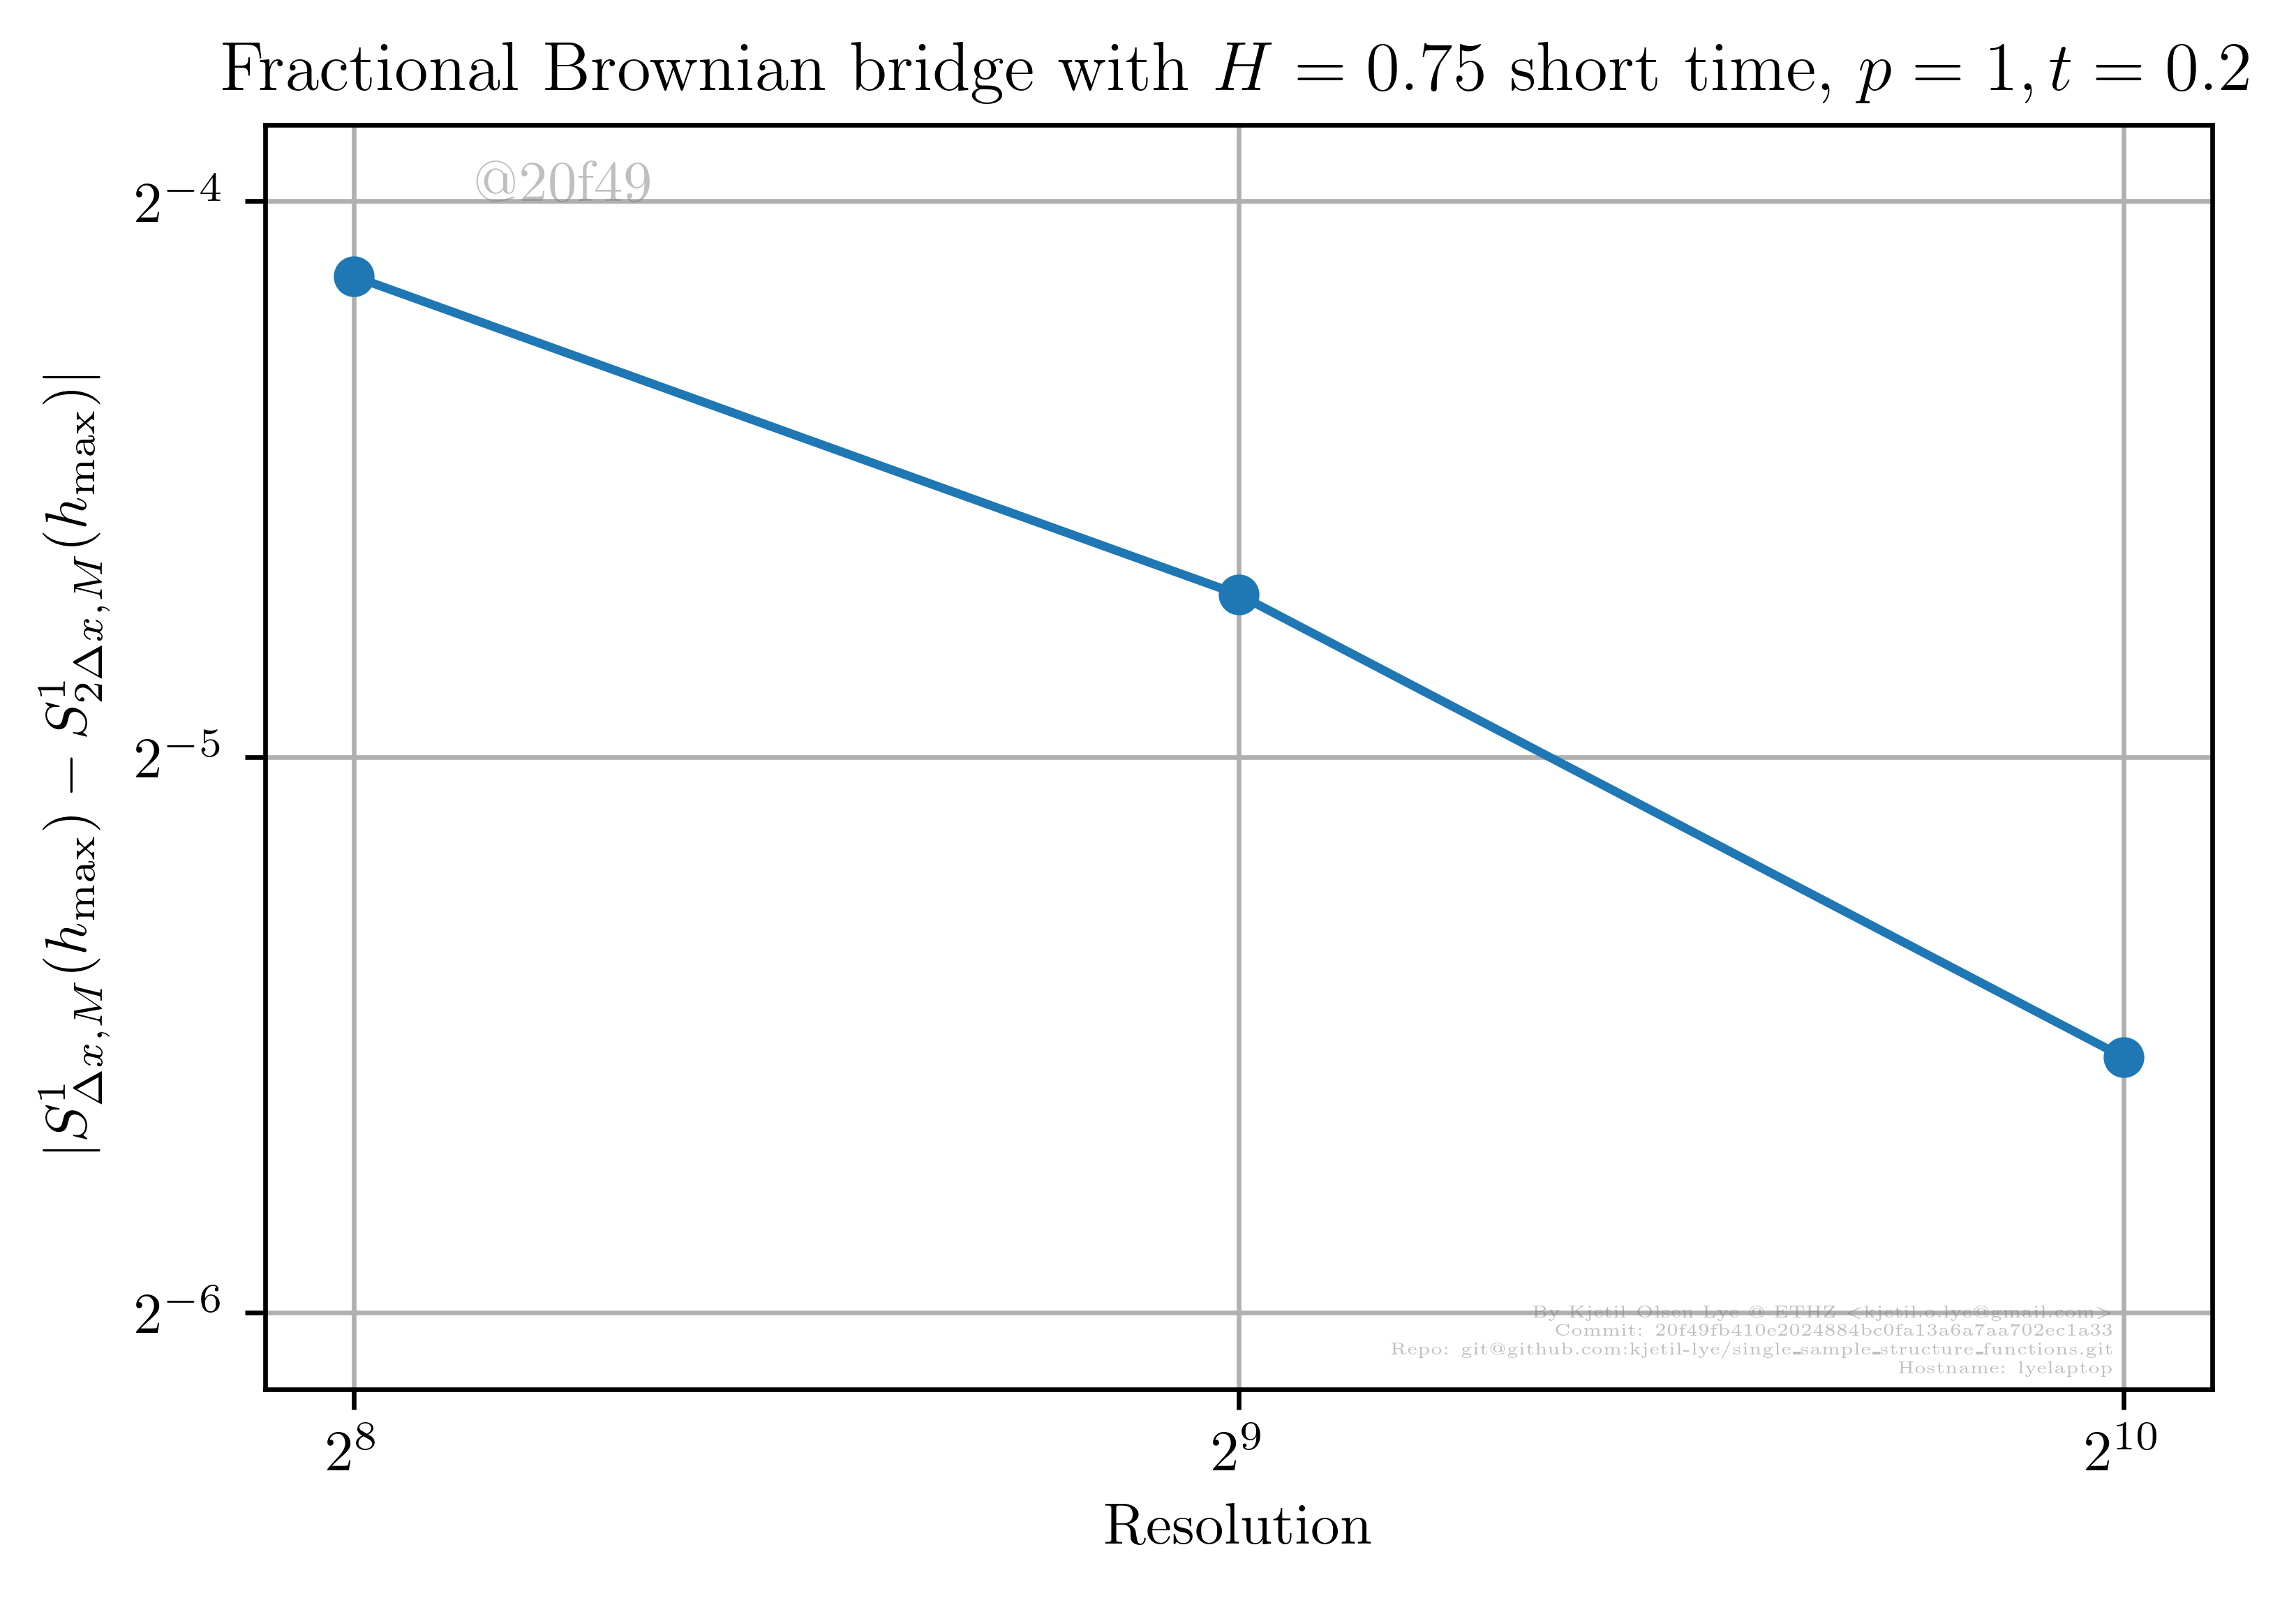 Fractional Brownian bridge with H = 0.75 short time, p = 1, t = 0.2
@20f49
|S^1_{Δx,M}(h_max) − S^1_{2Δx,M}(h_max)|
2^{−4}
2^{−5}
2^{−6}
By Kjetil Olsen Lye @ ETHZ <kjetil.o.lye@gmail.com>
Commit: 20f49fb410e2024884bc0fa13a6a7aa702ec1a33
Repo: git@github.com:kjetil-lye/single_sample_structure_functions.git
Hostname: lyelaptop
2^8
2^9
2^{10}
Resolution